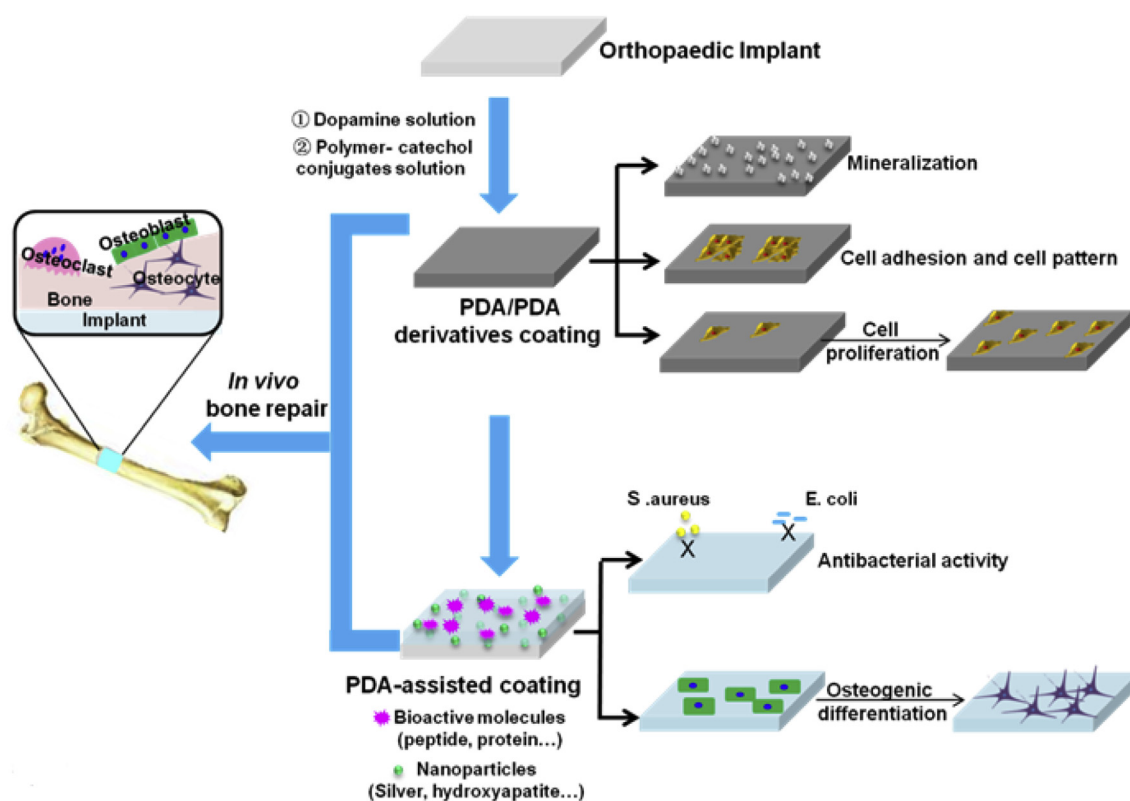 Orthopaedic Implant
① Dopamine solution
② Polymer- catechol
conjugates solution
Mineralization
Osteoblast
Osteoclast
Osteocyte
Bone
Implant
Cell adhesion and cell pattern
PDA/PDA
derivatives coating
Cell
proliferation
In vivo
bone repair
S .aureus
E. coli
X
X
Antibacterial activity
PDA-assisted coating
Bioactive molecules
(peptide, protein...)
Nanoparticles
(Silver, hydroxyapatite...)
Osteogenic
differentiation